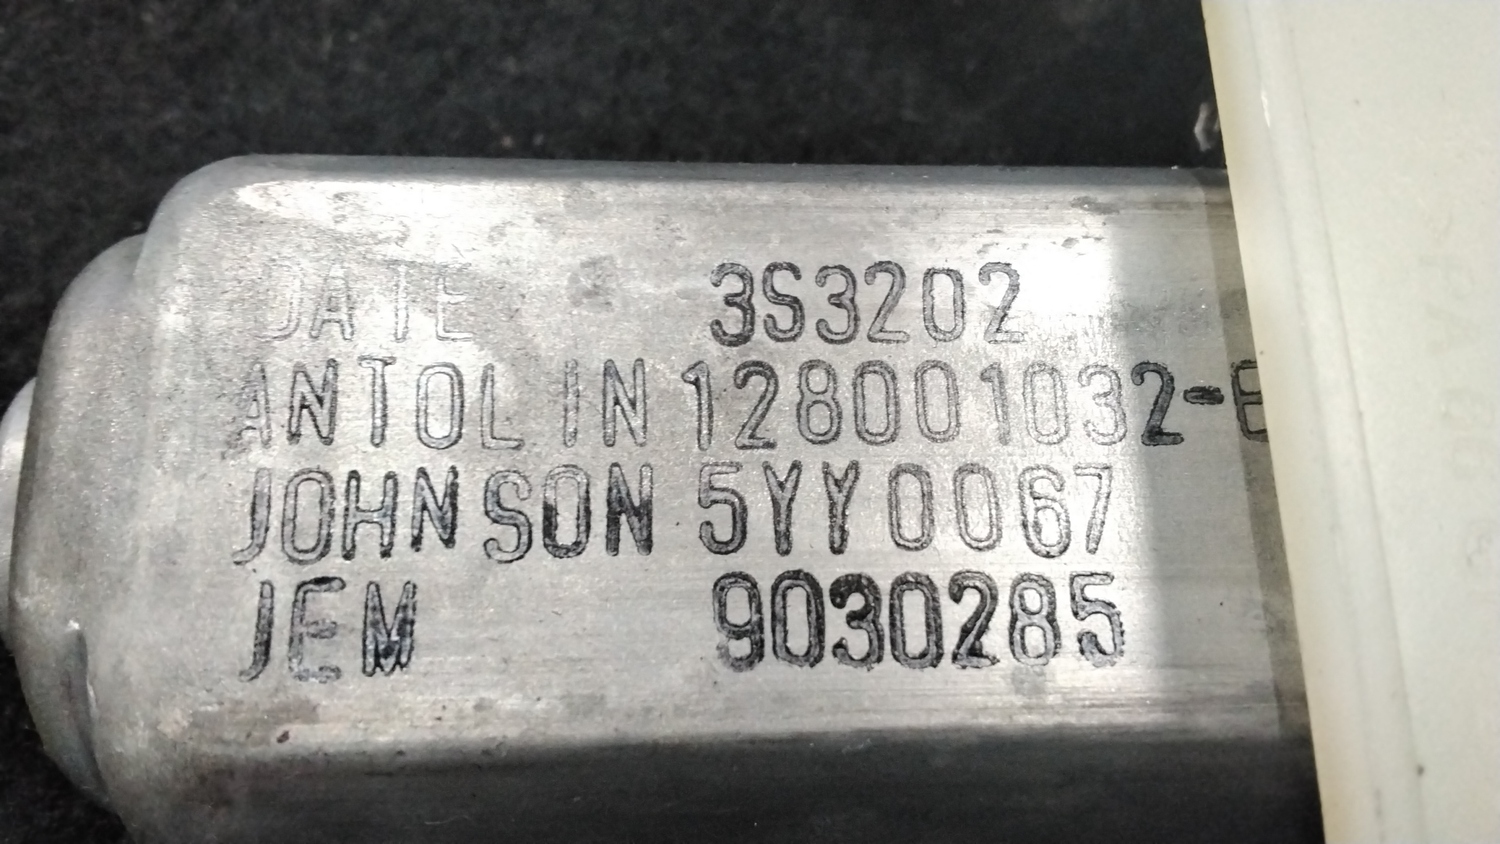 DATE 3S3202
ANTOLIN 128001032-E
JOHNSON 5YY0067
JEM 9030285